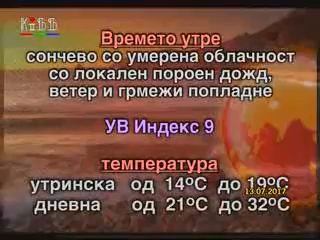 Времето утре
сончево со умерена облачност
со локален пороен дожд,
ветер и грмежи попладне
УВ Индекс 9
температура
утринска од 14ºC до 19ºC
13.07.2017
дневна од 21ºC до 32ºC